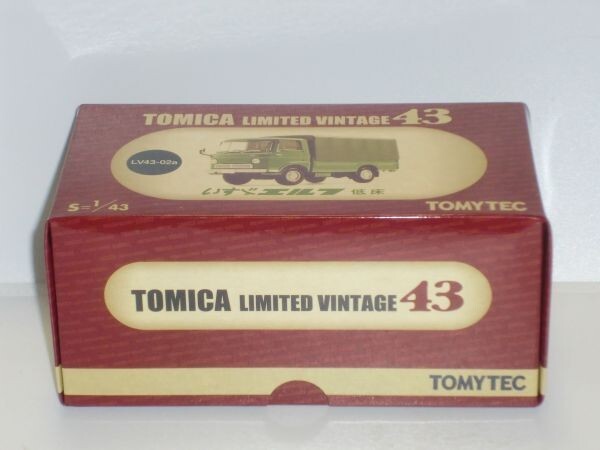 TOMICA LIMITED VINTAGE 43
LV43-02a
いすゞエルフ 低床
S=1/43
TOMYTEC
TOMICA LIMITED VINTAGE 43
TOMYTEC